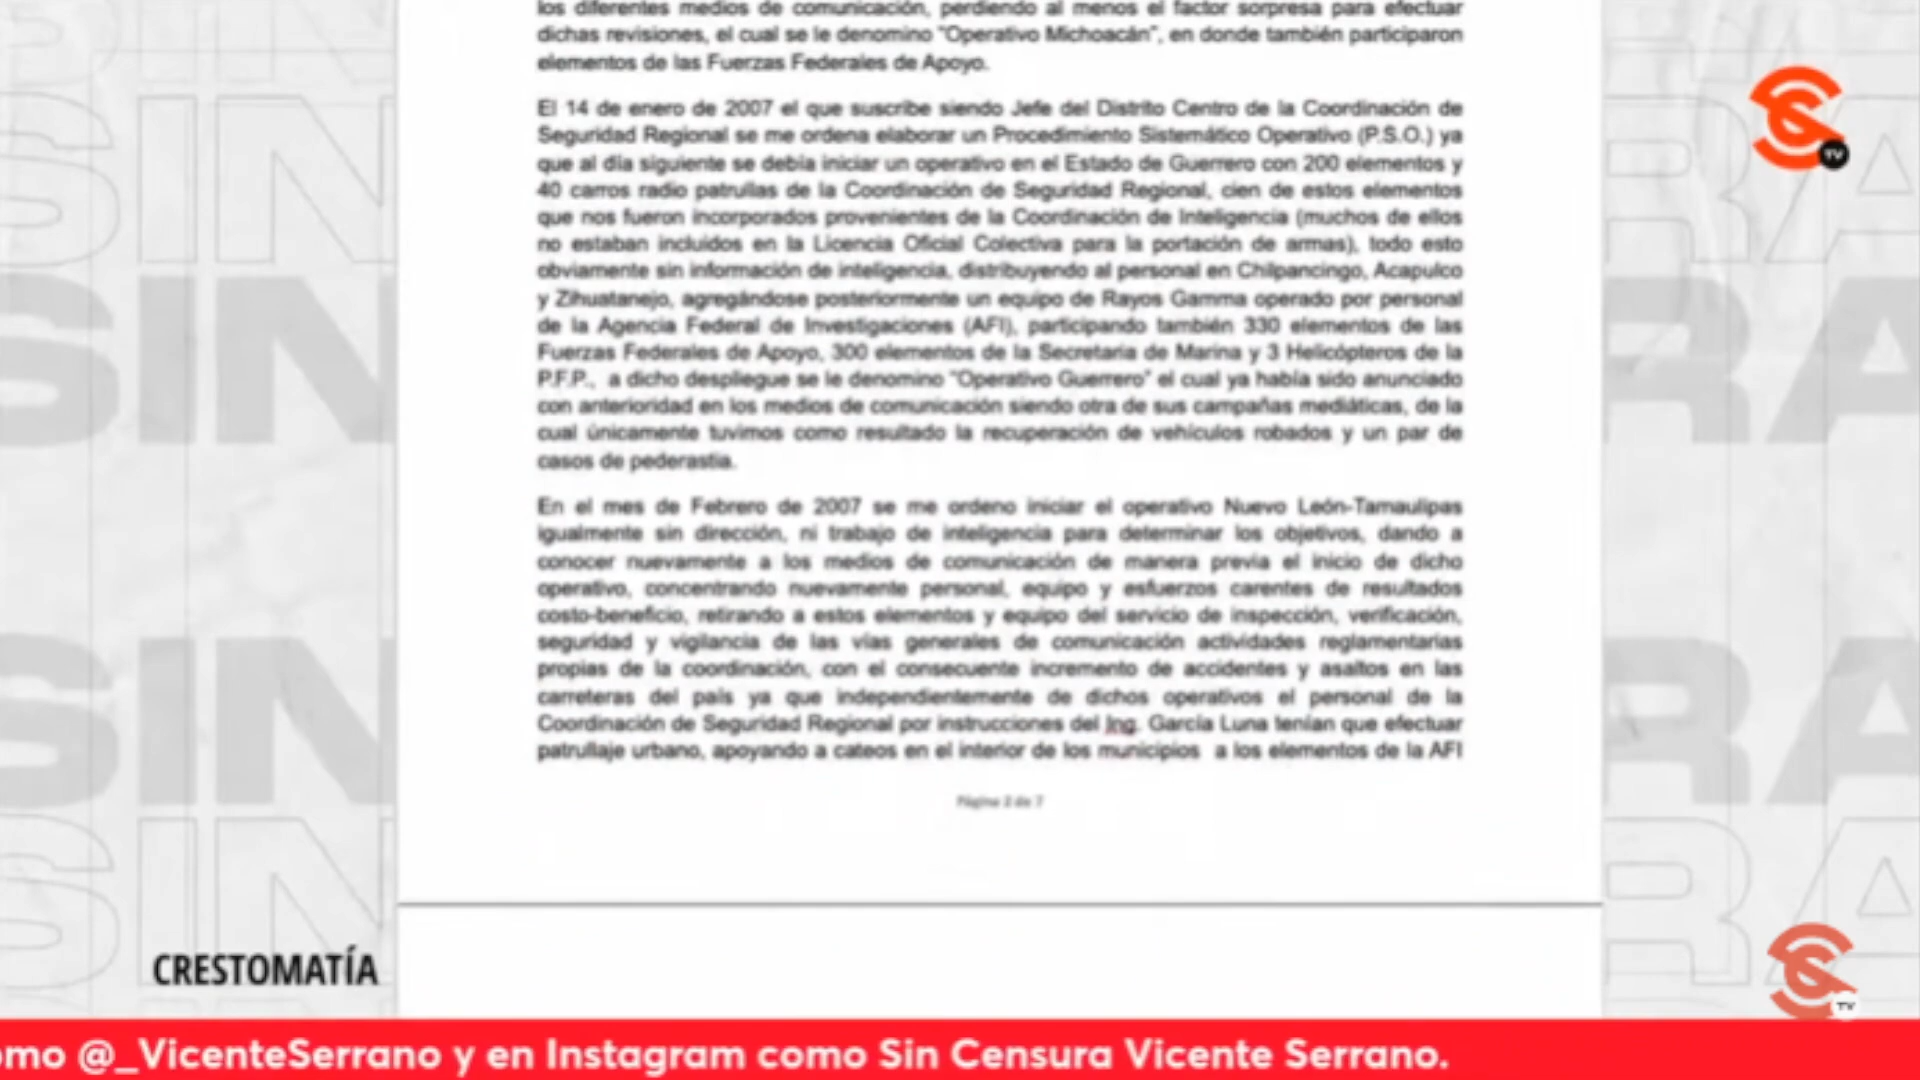 los diferentes medios de comunicación, perdiendo al menos el factor sorpresa para efectuar
dichas revisiones, el cual se le denomino "Operativo Michoacán", en donde también participaron
elementos de las Fuerzas Federales de Apoyo.
El 14 de enero de 2007 el que suscribe siendo Jefe del Distrito Centro de la Coordinación de
Seguridad Regional se me ordena elaborar un Procedimiento Sistemático Operativo (P.S.O.) ya
que al día siguiente se debía iniciar un operativo en el Estado de Guerrero con 200 elementos y
40 carros radio patrullas de la Coordinación de Seguridad Regional, cien de estos elementos
que nos fueron incorporados provenientes de la Coordinación de Inteligencia (muchos de ellos
no estaban incluidos en la Licencia Oficial Colectiva para la portación de armas), todo esto
obviamente sin información de inteligencia, distribuyendo al personal en Chilpancingo, Acapulco
y Zihuatanejo, agregándose posteriormente un equipo de Rayos Gamma operado por personal
de la Agencia Federal de Investigaciones (AFI), participando también 330 elementos de las
Fuerzas Federales de Apoyo, 300 elementos de la Secretaria de Marina y 3 Helicópteros de la
P.F.P., a dicho despliegue se le denomino "Operativo Guerrero" el cual ya había sido anunciado
con anterioridad en los medios de comunicación siendo otra de sus campañas mediáticas, de la
cual únicamente tuvimos como resultado la recuperación de vehículos robados y un par de
casos de pederastia.
En el mes de Febrero de 2007 se me ordeno iniciar el operativo Nuevo León-Tamaulipas
igualmente sin dirección, ni trabajo de inteligencia para determinar los objetivos, dando a
conocer nuevamente a los medios de comunicación de manera previa el inicio de dicho
operativo, concentrando nuevamente personal, equipo y esfuerzos carentes de resultados
costo-beneficio, retirando a estos elementos y equipo del servicio de inspección, verificación,
seguridad y vigilancia de las vías generales de comunicación actividades reglamentarias
propias de la coordinación, con el consecuente incremento de accidentes y asaltos en las
carreteras del país ya que independientemente de dichos operativos el personal de la
Coordinación de Seguridad Regional por instrucciones del Ing. García Luna tenían que efectuar
patrullaje urbano, apoyando a cateos en el interior de los municipios a los elementos de la AFI
Página 2 de 7
CRESTOMATÍA
omo @_VicenteSerrano y en Instagram como Sin Censura Vicente Serrano.
SIN
SIN
SIN
SIN
RA
RA
RA
RA
TV
TV